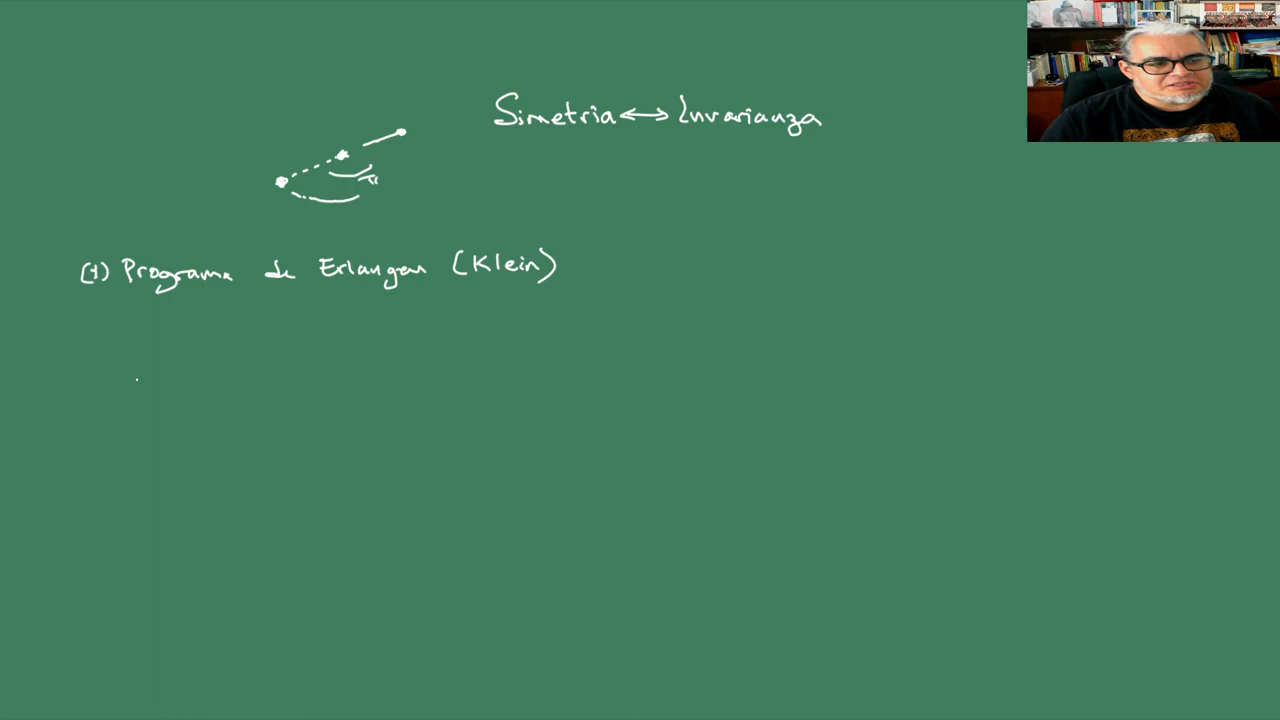 Simetria ↔ Invarianza
π
(1) Programa de Erlangen (Klein)